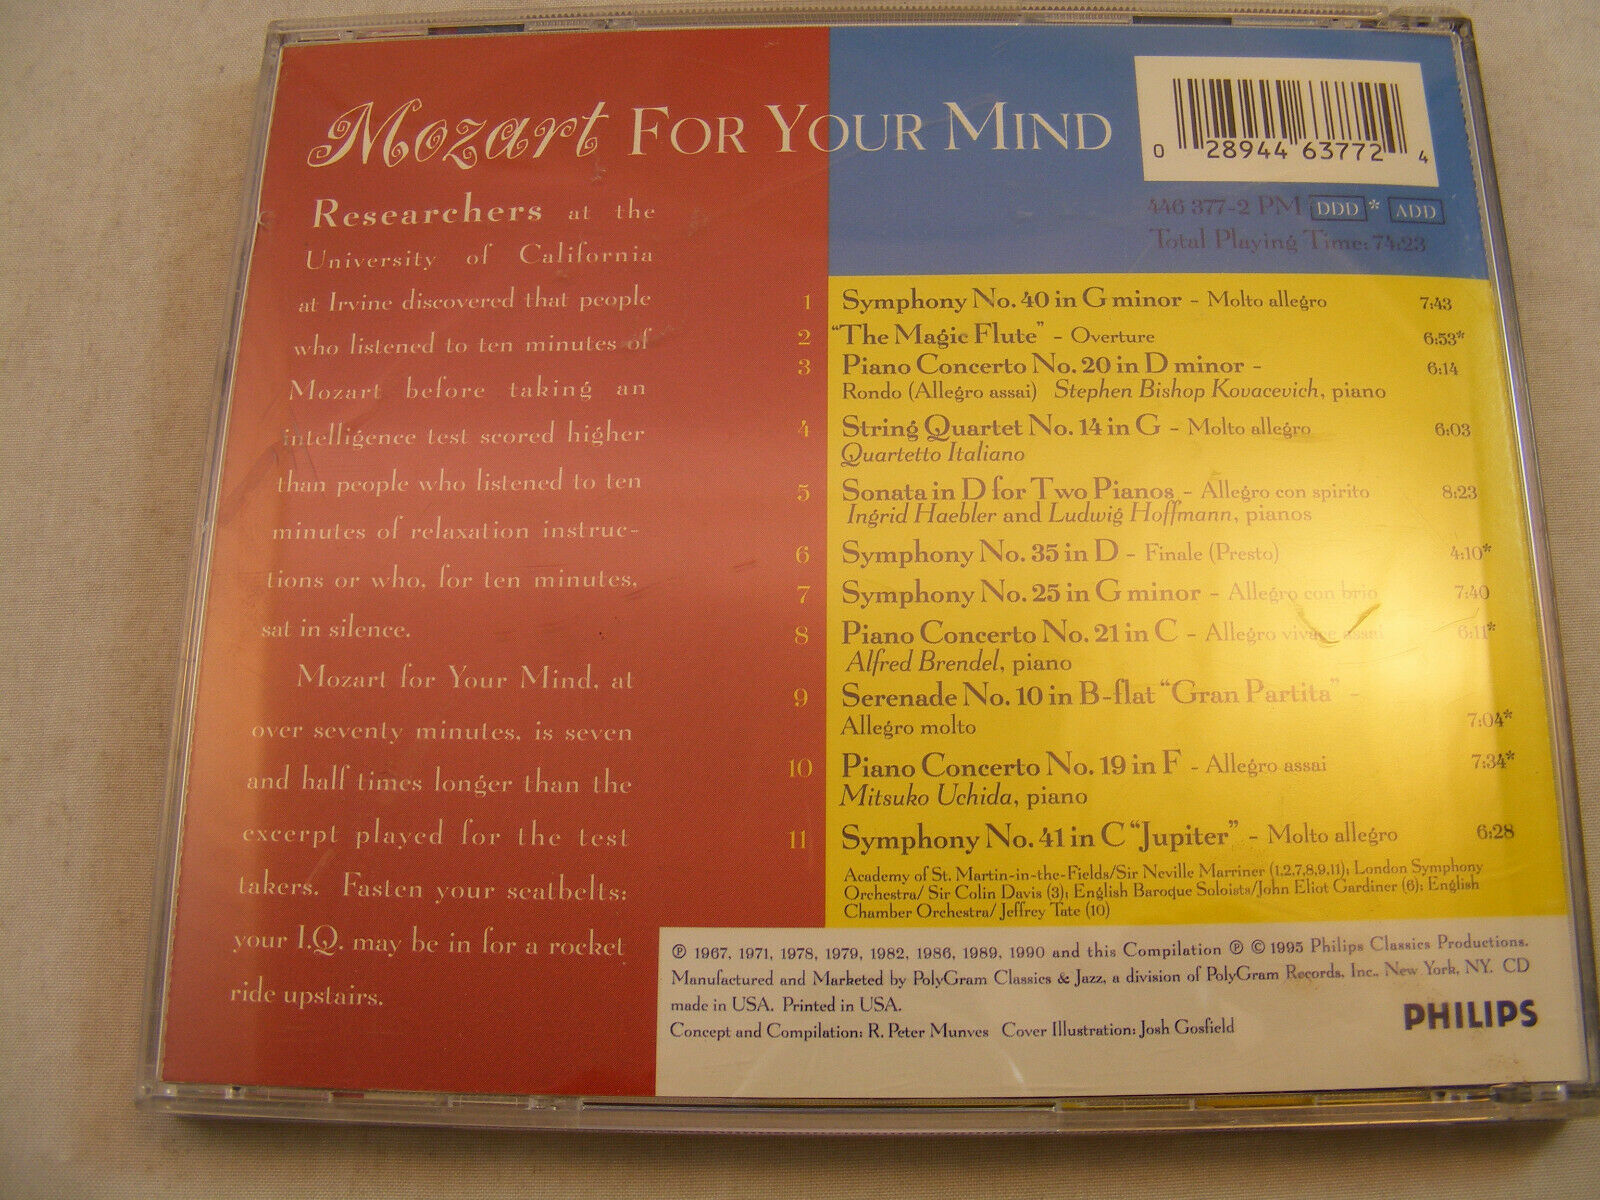 Mozart FOR YOUR MIND
0 28944 63772 4
446 377-2 PM DDD* ADD
Total Playing Time: 74:23
Researchers at the
University of California
at Irvine discovered that people
who listened to ten minutes of
Mozart before taking an
intelligence test scored higher
than people who listened to ten
minutes of relaxation instruc-
tions or who, for ten minutes,
sat in silence.
Mozart for Your Mind, at
over seventy minutes, is seven
and half times longer than the
excerpt played for the test
takers. Fasten your seatbelts:
your I.Q. may be in for a rocket
ride upstairs.
1 Symphony No. 40 in G minor - Molto allegro 7:43
2 "The Magic Flute" - Overture 6:53*
3 Piano Concerto No. 20 in D minor - 6:14
Rondo (Allegro assai) Stephen Bishop Kovacevich, piano
4 String Quartet No. 14 in G - Molto allegro 6:03
Quartetto Italiano
5 Sonata in D for Two Pianos - Allegro con spirito 8:23
Ingrid Haebler and Ludwig Hoffmann, pianos
6 Symphony No. 35 in D - Finale (Presto) 4:10*
7 Symphony No. 25 in G minor - Allegro con brio 7:40
8 Piano Concerto No. 21 in C - Allegro vivace assai 6:11*
Alfred Brendel, piano
9 Serenade No. 10 in B-flat "Gran Partita" -
Allegro molto 7:04*
10 Piano Concerto No. 19 in F - Allegro assai 7:34*
Mitsuko Uchida, piano
11 Symphony No. 41 in C "Jupiter" - Molto allegro 6:28
Academy of St. Martin-in-the-Fields/Sir Neville Marriner (1,2,7,8,9,11); London Symphony
Orchestra/ Sir Colin Davis (3); English Baroque Soloists/John Eliot Gardiner (6); English
Chamber Orchestra/ Jeffrey Tate (10)
℗ 1967, 1971, 1978, 1979, 1982, 1986, 1989, 1990 and this Compilation ℗ © 1995 Philips Classics Productions.
Manufactured and Marketed by PolyGram Classics & Jazz, a division of PolyGram Records, Inc., New York, NY. CD
made in USA. Printed in USA.
Concept and Compilation: R. Peter Munves Cover Illustration: Josh Gosfield
PHILIPS